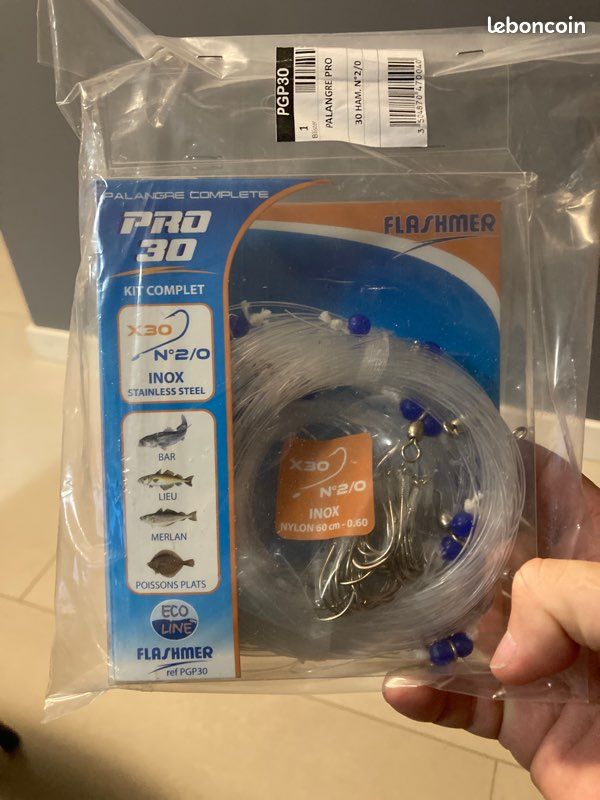 leboncoin
PGP30
1
Blister
PALANGRE PRO
30 HAM. N°2/0
PALANGRE COMPLETE
PRO
30
FLASHMER
KIT COMPLET
X30
N°2/0
INOX
STAINLESS STEEL
BAR
LIEU
MERLAN
POISSONS PLATS
ECO
LINE
FLASHMER
ref PGP30
X30
N°2/0
INOX
NYLON 60 cm - 0.60